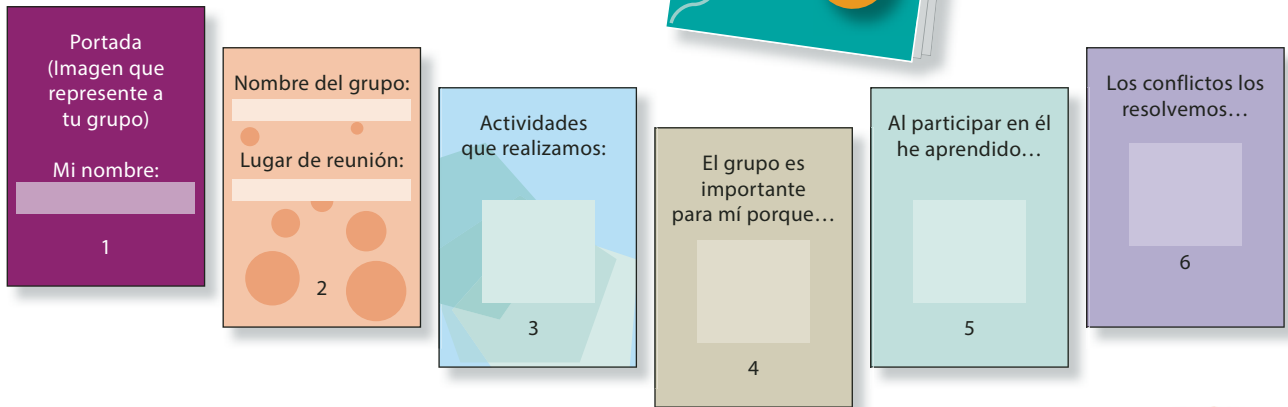 Portada
(Imagen que
represente a
tu grupo)
Mi nombre:
1
Nombre del grupo:
Lugar de reunión:
2
Actividades
que realizamos:
3
El grupo es
importante
para mí porque…
4
Al participar en él
he aprendido…
5
Los conflictos los
resolvemos…
6